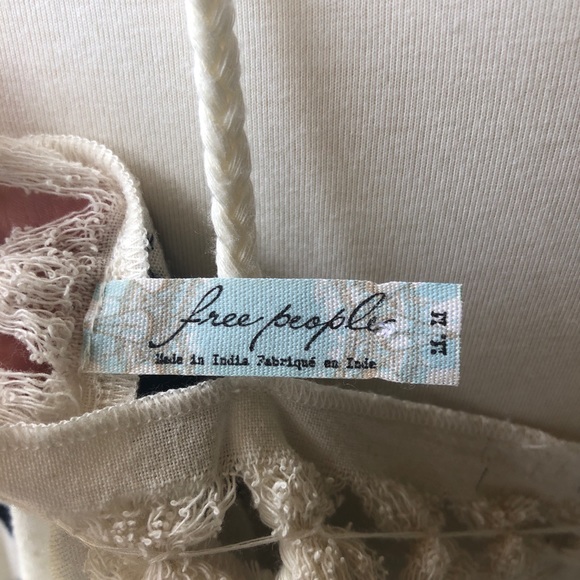 free people
Made in India Fabriqué en Inde
M. M